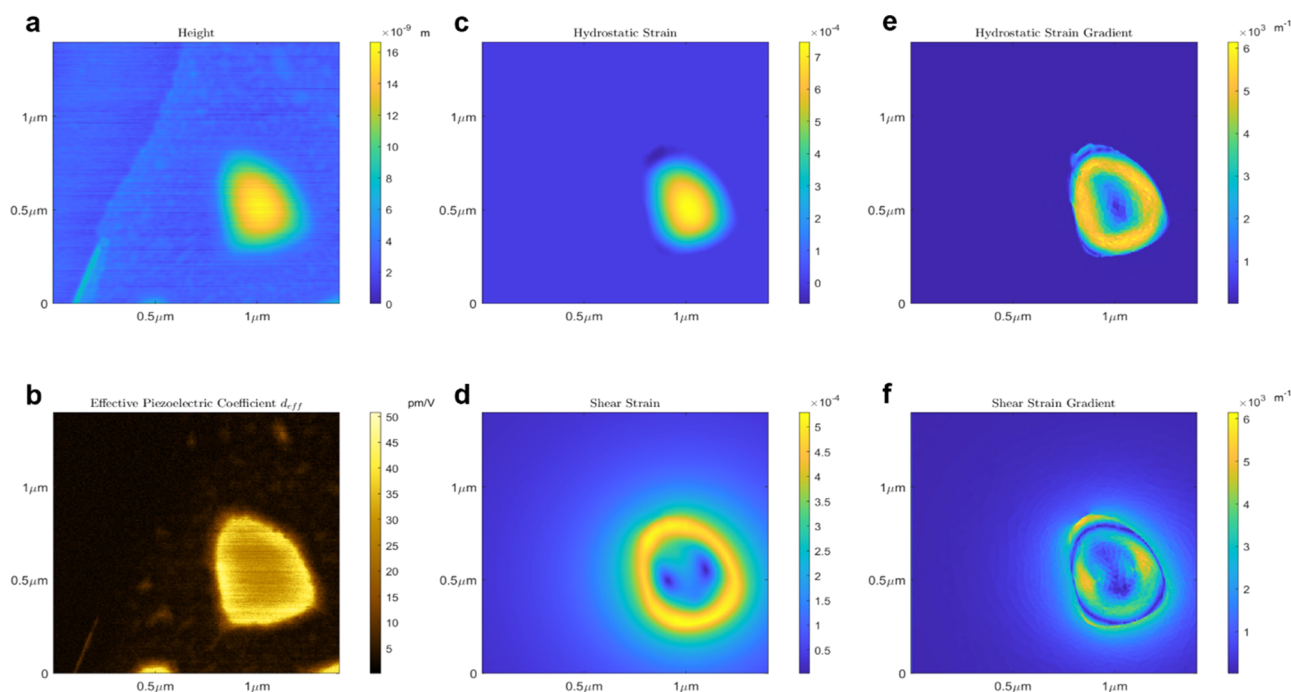 a
Height
×10⁻⁹ m
16
14
12
10
8
6
4
2
0
1μm
0.5μm
0
0.5μm 1μm
c
Hydrostatic Strain
×10⁻⁴
7
6
5
4
3
2
1
0
1μm
0.5μm
0
0.5μm 1μm
e
Hydrostatic Strain Gradient
×10³ m⁻¹
6
5
4
3
2
1
1μm
0.5μm
0
0.5μm 1μm
b
Effective Piezoelectric Coefficient d_eff
pm/V
50
45
40
35
30
25
20
15
10
5
1μm
0.5μm
0
0.5μm 1μm
d
Shear Strain
×10⁻⁴
5
4.5
4
3.5
3
2.5
2
1.5
1
0.5
1μm
0.5μm
0
0.5μm 1μm
f
Shear Strain Gradient
×10³ m⁻¹
6
5
4
3
2
1
1μm
0.5μm
0
0.5μm 1μm